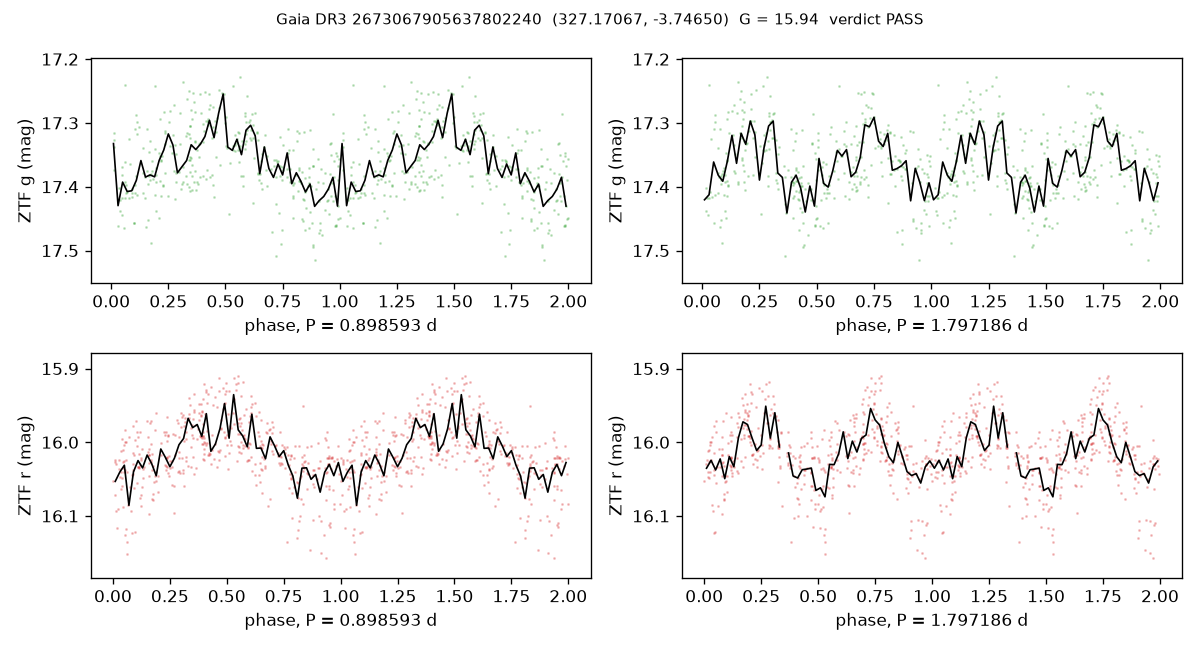 Gaia DR3 2673067905637802240  (327.17067, -3.74650)  G = 15.94  verdict PASS
ZTF g (mag)
17.2
17.3
17.4
17.5
0.00 0.25 0.50 0.75 1.00 1.25 1.50 1.75 2.00
phase, P = 0.898593 d
ZTF g (mag)
17.2
17.3
17.4
17.5
0.00 0.25 0.50 0.75 1.00 1.25 1.50 1.75 2.00
phase, P = 1.797186 d
ZTF r (mag)
15.9
16.0
16.1
0.00 0.25 0.50 0.75 1.00 1.25 1.50 1.75 2.00
phase, P = 0.898593 d
ZTF r (mag)
15.9
16.0
16.1
0.00 0.25 0.50 0.75 1.00 1.25 1.50 1.75 2.00
phase, P = 1.797186 d